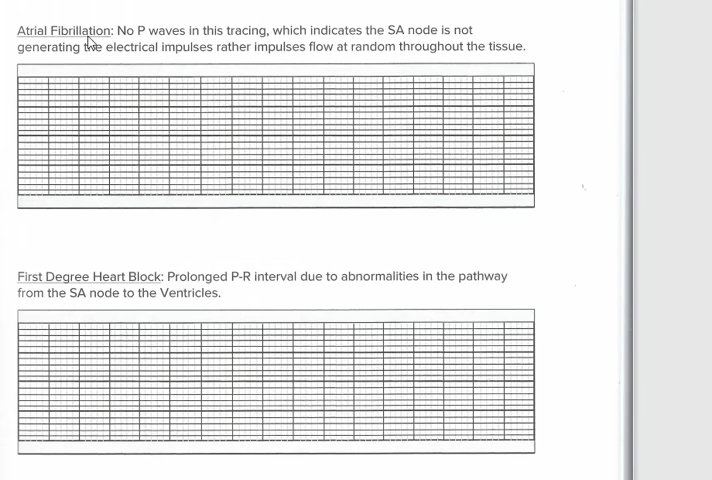 Atrial Fibrillation: No P waves in this tracing, which indicates the SA node is not
generating the electrical impulses rather impulses flow at random throughout the tissue.
First Degree Heart Block: Prolonged P-R interval due to abnormalities in the pathway
from the SA node to the Ventricles.